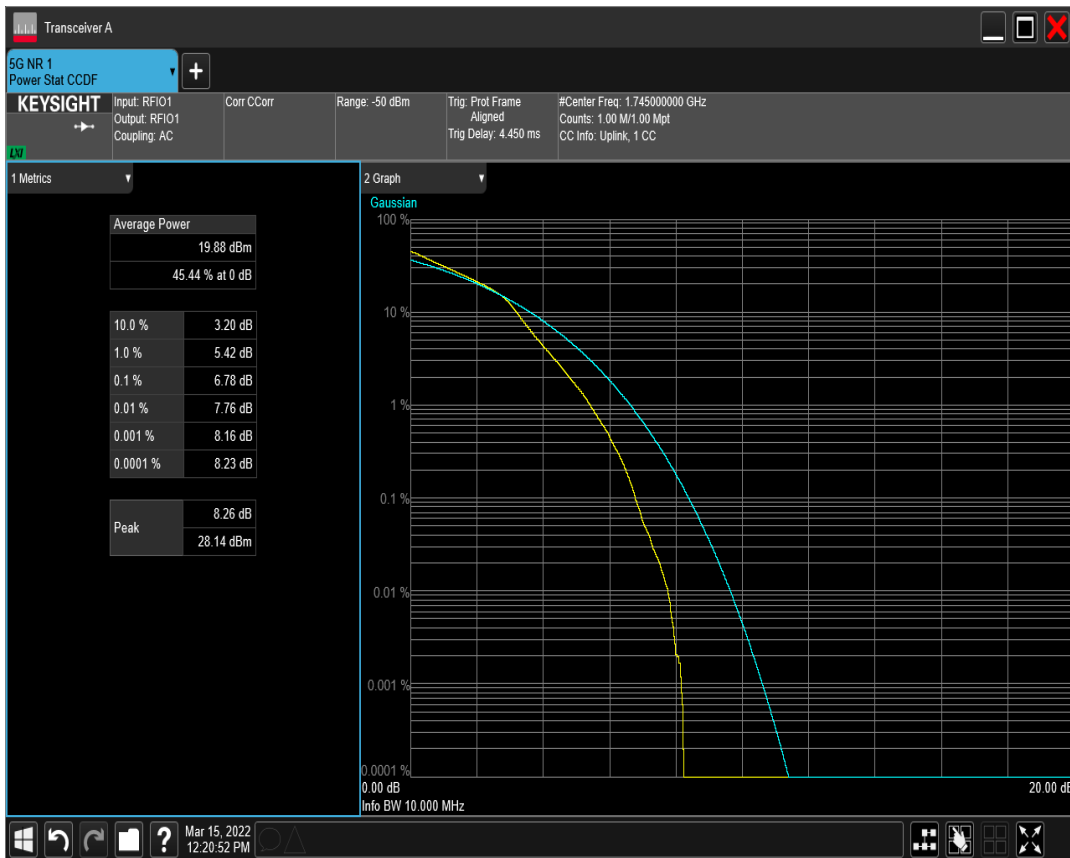 Transceiver A
5G NR 1
Power Stat CCDF
KEYSIGHT
LXI
Input: RFIO1
Output: RFIO1
Coupling: AC
Corr CCorr
Range: -50 dBm
Trig: Prot Frame
Aligned
Trig Delay: 4.450 ms
#Center Freq: 1.745000000 GHz
Counts: 1.00 M/1.00 Mpt
CC Info: Uplink, 1 CC
1 Metrics
Average Power
19.88 dBm
45.44 % at 0 dB
10.0 % 3.20 dB
1.0 % 5.42 dB
0.1 % 6.78 dB
0.01 % 7.76 dB
0.001 % 8.16 dB
0.0001 % 8.23 dB
Peak
8.26 dB
28.14 dBm
2 Graph
Gaussian
100 %
10 %
1 %
0.1 %
0.01 %
0.001 %
0.0001 %
0.00 dB 20.00 dB
Info BW 10.000 MHz
?
Mar 15, 2022
12:20:52 PM